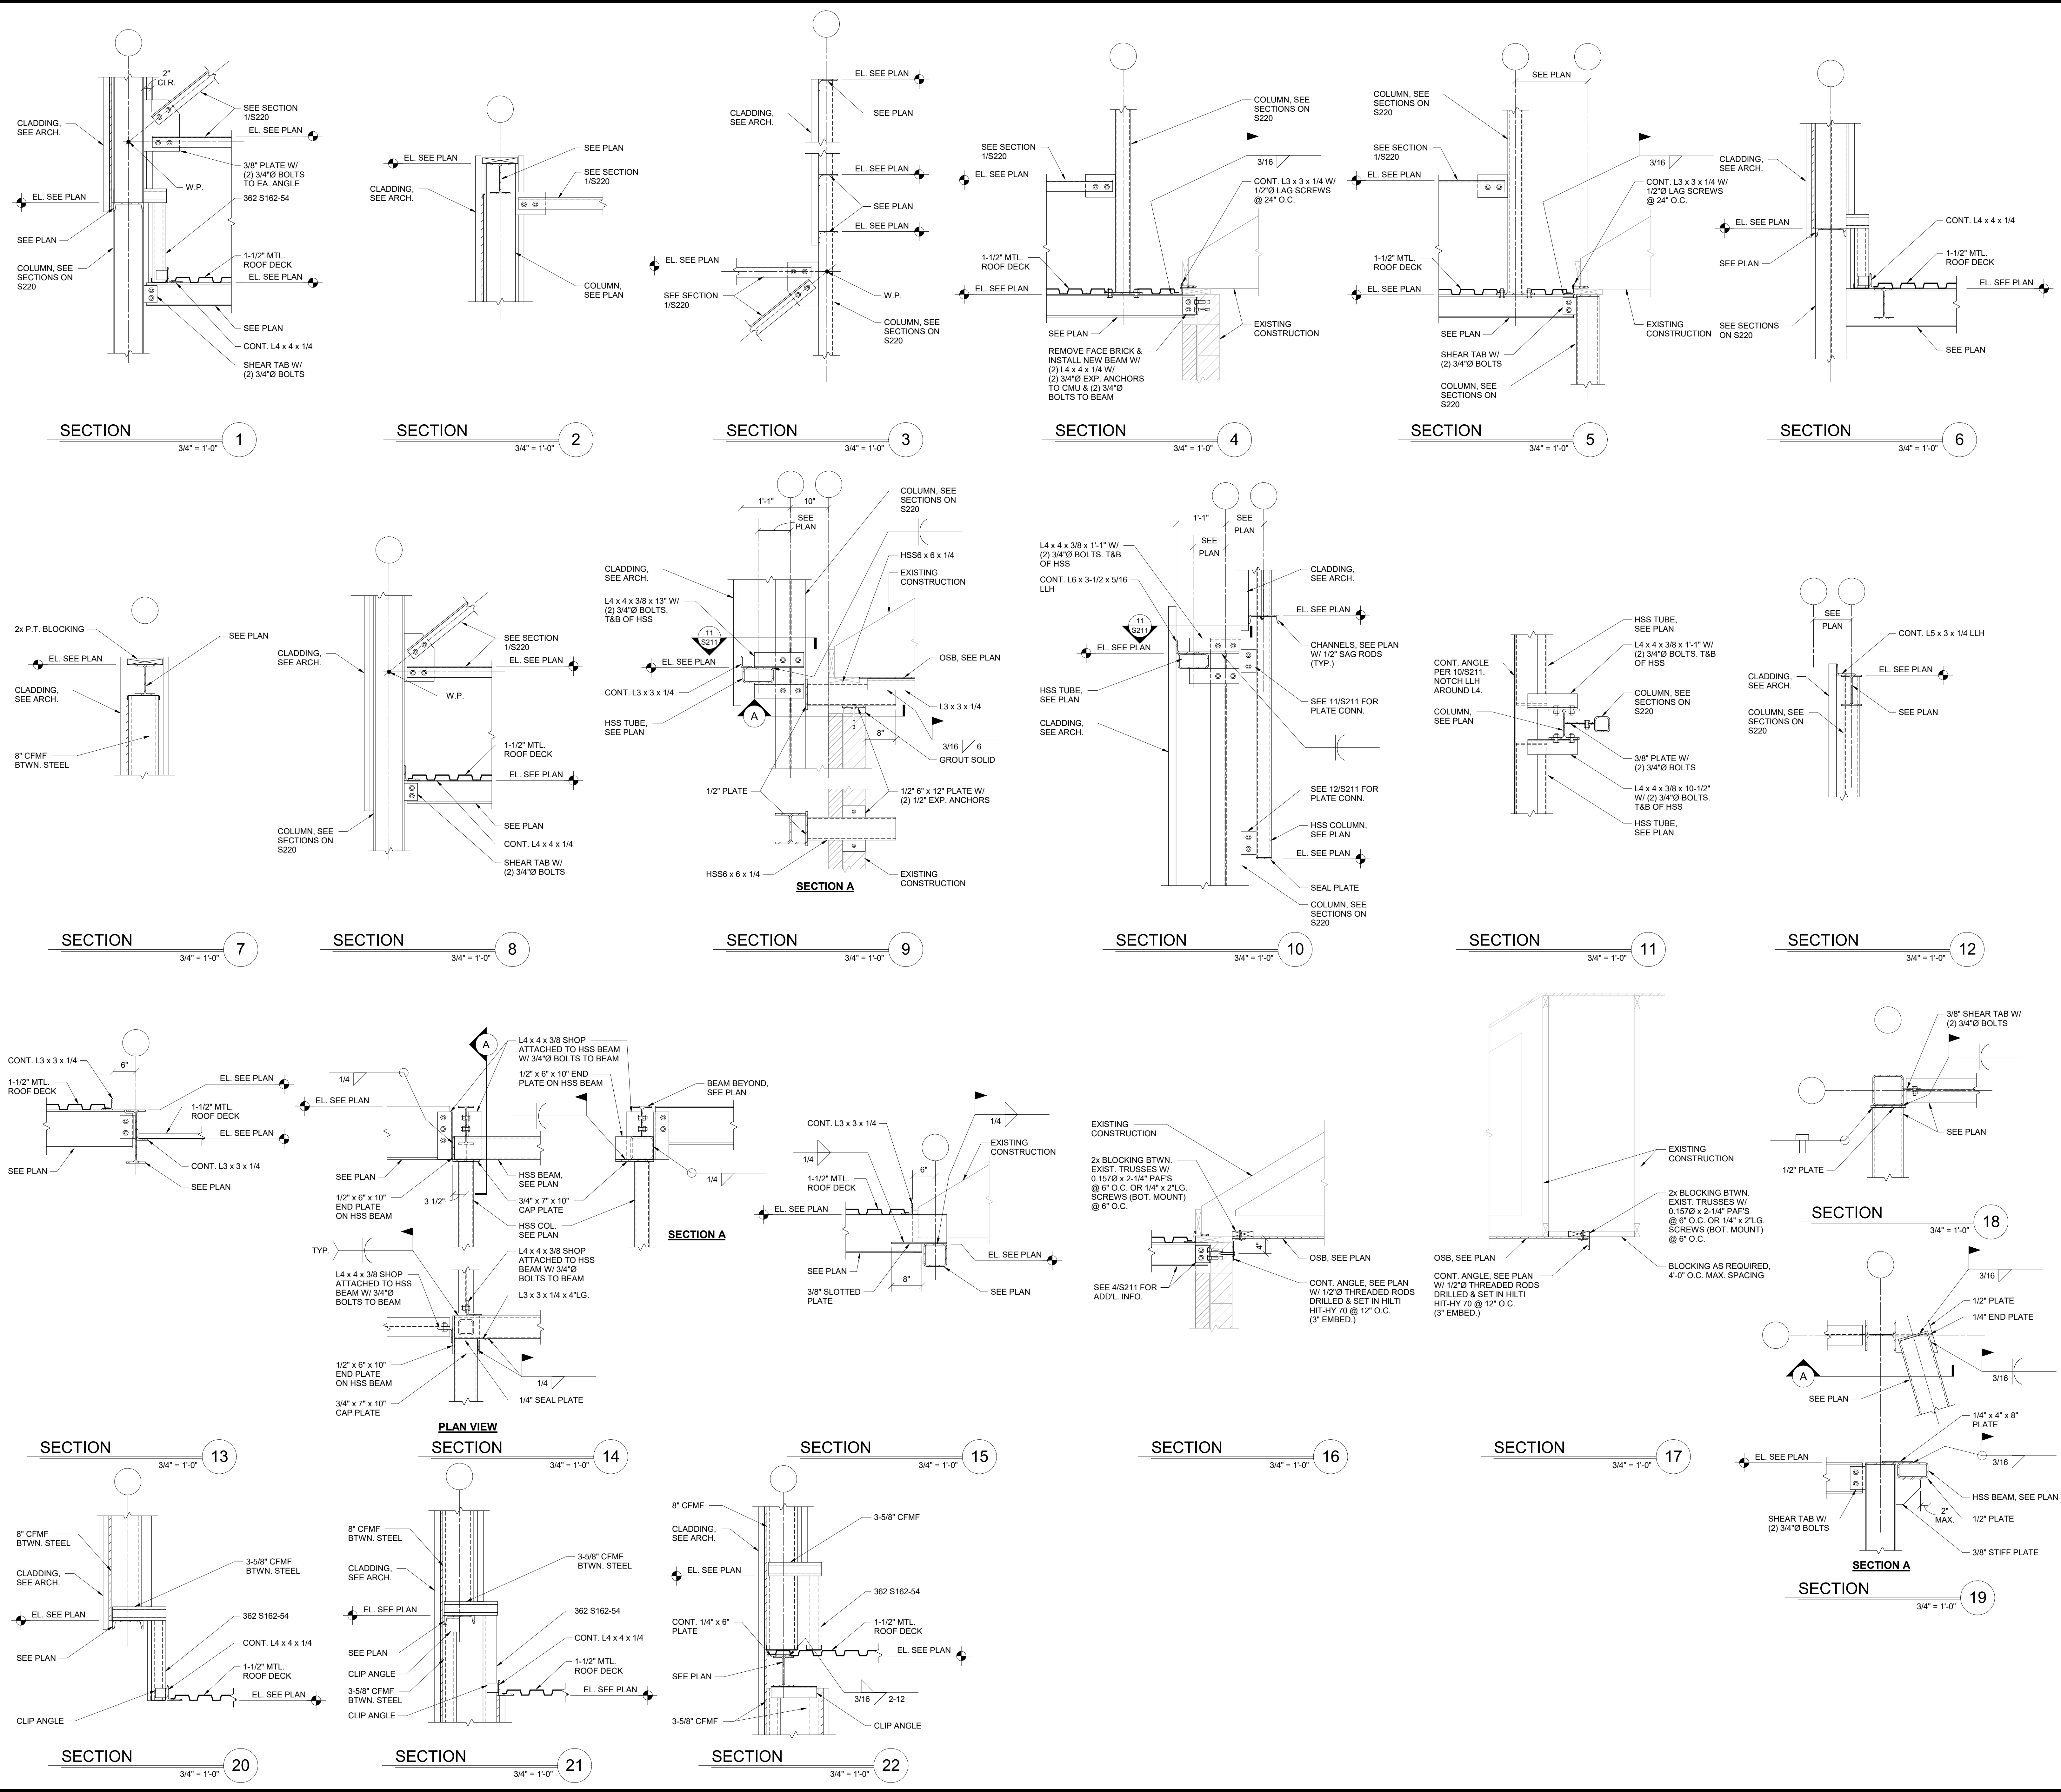 2"
CLR.
CLADDING,
SEE ARCH.
SEE SECTION
1/S220
EL. SEE PLAN
3/8" PLATE W/
(2) 3/4"Ø BOLTS
TO EA. ANGLE
W.P.
EL. SEE PLAN
362 S162-54
SEE PLAN
1-1/2" MTL.
ROOF DECK
COLUMN, SEE
SECTIONS ON
S220
EL. SEE PLAN
SEE PLAN
CONT. L4 x 4 x 1/4
SHEAR TAB W/
(2) 3/4"Ø BOLTS
SECTION
1
3/4" = 1'-0"
SEE PLAN
EL. SEE PLAN
SEE SECTION
1/S220
CLADDING,
SEE ARCH.
COLUMN,
SEE PLAN
SECTION
2
3/4" = 1'-0"
EL. SEE PLAN
CLADDING,
SEE ARCH.
SEE PLAN
EL. SEE PLAN
SEE PLAN
EL. SEE PLAN
EL. SEE PLAN
SEE SECTION
1/S220
W.P.
COLUMN, SEE
SECTIONS ON
S220
SECTION
3
3/4" = 1'-0"
COLUMN, SEE
SECTIONS ON
S220
SEE SECTION
1/S220
3/16
EL. SEE PLAN
CONT. L3 x 3 x 1/4 W/
1/2"Ø LAG SCREWS
@ 24" O.C.
1-1/2" MTL.
ROOF DECK
EL. SEE PLAN
SEE PLAN
EXISTING
CONSTRUCTION
REMOVE FACE BRICK &
INSTALL NEW BEAM W/
(2) L4 x 4 x 1/4 W/
(2) 3/4"Ø EXP. ANCHORS
TO CMU & (2) 3/4"Ø
BOLTS TO BEAM
SECTION
4
3/4" = 1'-0"
SEE PLAN
COLUMN, SEE
SECTIONS ON
S220
SEE SECTION
1/S220
3/16
EL. SEE PLAN
CONT. L3 x 3 x 1/4 W/
1/2"Ø LAG SCREWS
@ 24" O.C.
1-1/2" MTL.
ROOF DECK
EL. SEE PLAN
SEE PLAN
EXISTING
CONSTRUCTION
SHEAR TAB W/
(2) 3/4"Ø BOLTS
COLUMN, SEE
SECTIONS ON
S220
SECTION
5
3/4" = 1'-0"
CLADDING,
SEE ARCH.
EL. SEE PLAN
CONT. L4 x 4 x 1/4
SEE PLAN
1-1/2" MTL.
ROOF DECK
EL. SEE PLAN
SEE SECTIONS
ON S220
SEE PLAN
SECTION
6
3/4" = 1'-0"
2x P.T. BLOCKING
SEE PLAN
EL. SEE PLAN
CLADDING,
SEE ARCH.
8" CFMF
BTWN. STEEL
SECTION
7
3/4" = 1'-0"
CLADDING,
SEE ARCH.
SEE SECTION
1/S220
EL. SEE PLAN
W.P.
1-1/2" MTL.
ROOF DECK
EL. SEE PLAN
COLUMN, SEE
SECTIONS ON
S220
SEE PLAN
CONT. L4 x 4 x 1/4
SHEAR TAB W/
(2) 3/4"Ø BOLTS
SECTION
8
3/4" = 1'-0"
1'-1"
10"
SEE
PLAN
COLUMN, SEE
SECTIONS ON
S220
HSS6 x 6 x 1/4
CLADDING,
SEE ARCH.
EXISTING
CONSTRUCTION
L4 x 4 x 3/8 x 13" W/
(2) 3/4"Ø BOLTS.
T&B OF HSS
11
S211
EL. SEE PLAN
OSB, SEE PLAN
CONT. L3 x 3 x 1/4
L3 x 3 x 1/4
A
HSS TUBE,
SEE PLAN
8"
3/16
6
GROUT SOLID
1/2" PLATE
1/2" 6" x 12" PLATE W/
(2) 1/2" EXP. ANCHORS
HSS6 x 6 x 1/4
EXISTING
CONSTRUCTION
SECTION A
SECTION
9
3/4" = 1'-0"
1'-1"
SEE
PLAN
SEE
PLAN
L4 x 4 x 3/8 x 1'-1" W/
(2) 3/4"Ø BOLTS. T&B
OF HSS
CONT. L6 x 3-1/2 x 5/16
LLH
CLADDING,
SEE ARCH.
EL. SEE PLAN
11
S211
EL. SEE PLAN
CHANNELS, SEE PLAN
W/ 1/2" SAG RODS
(TYP.)
HSS TUBE,
SEE PLAN
SEE 11/S211 FOR
PLATE CONN.
CLADDING,
SEE ARCH.
SEE 12/S211 FOR
PLATE CONN.
HSS COLUMN,
SEE PLAN
EL. SEE PLAN
SEAL PLATE
COLUMN, SEE
SECTIONS ON
S220
SECTION
10
3/4" = 1'-0"
HSS TUBE,
SEE PLAN
L4 x 4 x 3/8 x 1'-1" W/
(2) 3/4"Ø BOLTS. T&B
OF HSS
CONT. ANGLE
PER 10/S211.
NOTCH LLH
AROUND L4.
COLUMN, SEE
SECTIONS ON
S220
COLUMN,
SEE PLAN
3/8" PLATE W/
(2) 3/4"Ø BOLTS
L4 x 4 x 3/8 x 10-1/2"
W/ (2) 3/4"Ø BOLTS.
T&B OF HSS
HSS TUBE,
SEE PLAN
SECTION
11
3/4" = 1'-0"
SEE
PLAN
CONT. L5 x 3 x 1/4 LLH
EL. SEE PLAN
CLADDING,
SEE ARCH.
COLUMN, SEE
SECTIONS ON
S220
SEE PLAN
SECTION
12
3/4" = 1'-0"
CONT. L3 x 3 x 1/4
6"
1-1/2" MTL.
ROOF DECK
EL. SEE PLAN
1-1/2" MTL.
ROOF DECK
EL. SEE PLAN
SEE PLAN
CONT. L3 x 3 x 1/4
SEE PLAN
SECTION
13
3/4" = 1'-0"
A
L4 x 4 x 3/8 SHOP
ATTACHED TO HSS BEAM
W/ 3/4"Ø BOLTS TO BEAM
1/4
1/2" x 6" x 10" END
PLATE ON HSS BEAM
BEAM BEYOND,
SEE PLAN
EL. SEE PLAN
SEE PLAN
HSS BEAM,
SEE PLAN
1/4
1/2" x 6" x 10"
END PLATE
ON HSS BEAM
3 1/2"
3/4" x 7" x 10"
CAP PLATE
HSS COL.
SEE PLAN
SECTION A
TYP.
L4 x 4 x 3/8 SHOP
ATTACHED TO HSS
BEAM W/ 3/4"Ø
BOLTS TO BEAM
L4 x 4 x 3/8 SHOP
ATTACHED TO HSS
BEAM W/ 3/4"Ø
BOLTS TO BEAM
L3 x 3 x 1/4 x 4"LG.
1/2" x 6" x 10"
END PLATE
ON HSS BEAM
1/4
3/4" x 7" x 10"
CAP PLATE
1/4" SEAL PLATE
PLAN VIEW
SECTION
14
3/4" = 1'-0"
1/4
CONT. L3 x 3 x 1/4
EXISTING
CONSTRUCTION
1/4
6"
1-1/2" MTL.
ROOF DECK
EL. SEE PLAN
EL. SEE PLAN
SEE PLAN
8"
3/8" SLOTTED
PLATE
SEE PLAN
SECTION
15
3/4" = 1'-0"
EXISTING
CONSTRUCTION
2x BLOCKING BTWN.
EXIST. TRUSSES W/
0.157Ø x 2-1/4" PAF'S
@ 6" O.C. OR 1/4" x 2"LG.
SCREWS (BOT. MOUNT)
@ 6" O.C.
4"
OSB, SEE PLAN
SEE 4/S211 FOR
ADD'L. INFO.
CONT. ANGLE, SEE PLAN
W/ 1/2"Ø THREADED RODS
DRILLED & SET IN HILTI
HIT-HY 70 @ 12" O.C.
(3" EMBED.)
SECTION
16
3/4" = 1'-0"
EXISTING
CONSTRUCTION
2x BLOCKING BTWN.
EXIST. TRUSSES W/
0.157Ø x 2-1/4" PAF'S
@ 6" O.C. OR 1/4" x 2"LG.
SCREWS (BOT. MOUNT)
@ 6" O.C.
OSB, SEE PLAN
BLOCKING AS REQUIRED,
4'-0" O.C. MAX. SPACING
CONT. ANGLE, SEE PLAN
W/ 1/2"Ø THREADED RODS
DRILLED & SET IN HILTI
HIT-HY 70 @ 12" O.C.
(3" EMBED.)
SECTION
17
3/4" = 1'-0"
3/8" SHEAR TAB W/
(2) 3/4"Ø BOLTS
SEE PLAN
1/2" PLATE
SECTION
18
3/4" = 1'-0"
3/16
1/2" PLATE
1/4" END PLATE
A
3/16
SEE PLAN
1/4" x 4" x 8"
PLATE
EL. SEE PLAN
3/16
HSS BEAM, SEE PLAN
2"
MAX.
1/2" PLATE
SHEAR TAB W/
(2) 3/4"Ø BOLTS
3/8" STIFF PLATE
SECTION A
SECTION
19
3/4" = 1'-0"
8" CFMF
BTWN. STEEL
3-5/8" CFMF
BTWN. STEEL
CLADDING,
SEE ARCH.
EL. SEE PLAN
362 S162-54
CONT. L4 x 4 x 1/4
SEE PLAN
1-1/2" MTL.
ROOF DECK
EL. SEE PLAN
CLIP ANGLE
SECTION
20
3/4" = 1'-0"
8" CFMF
BTWN. STEEL
3-5/8" CFMF
BTWN. STEEL
CLADDING,
SEE ARCH.
EL. SEE PLAN
362 S162-54
CONT. L4 x 4 x 1/4
SEE PLAN
1-1/2" MTL.
ROOF DECK
CLIP ANGLE
3-5/8" CFMF
BTWN. STEEL
EL. SEE PLAN
CLIP ANGLE
SECTION
21
3/4" = 1'-0"
8" CFMF
3-5/8" CFMF
CLADDING,
SEE ARCH.
EL. SEE PLAN
362 S162-54
CONT. 1/4" x 6"
PLATE
1-1/2" MTL.
ROOF DECK
EL. SEE PLAN
SEE PLAN
3/16
2-12
3-5/8" CFMF
CLIP ANGLE
SECTION
22
3/4" = 1'-0"